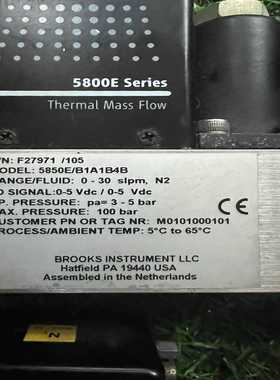 5800E Series
Thermal Mass Flow
/N: F27971 /105
ODEL: 5850E/B1A1B4B
ANGE/FLUID: 0 - 30 slpm, N2
O SIGNAL:0-5 Vdc / 0-5 Vdc
P. PRESSURE: pa= 3 - 5 bar
AX. PRESSURE: 100 bar
CUSTOMER PN OR TAG NR: M0101000101
PROCESS/AMBIENT TEMP: 5°C to 65°C
CE
BROOKS INSTRUMENT LLC
Hatfield PA 19440 USA
Assembled in the Netherlands